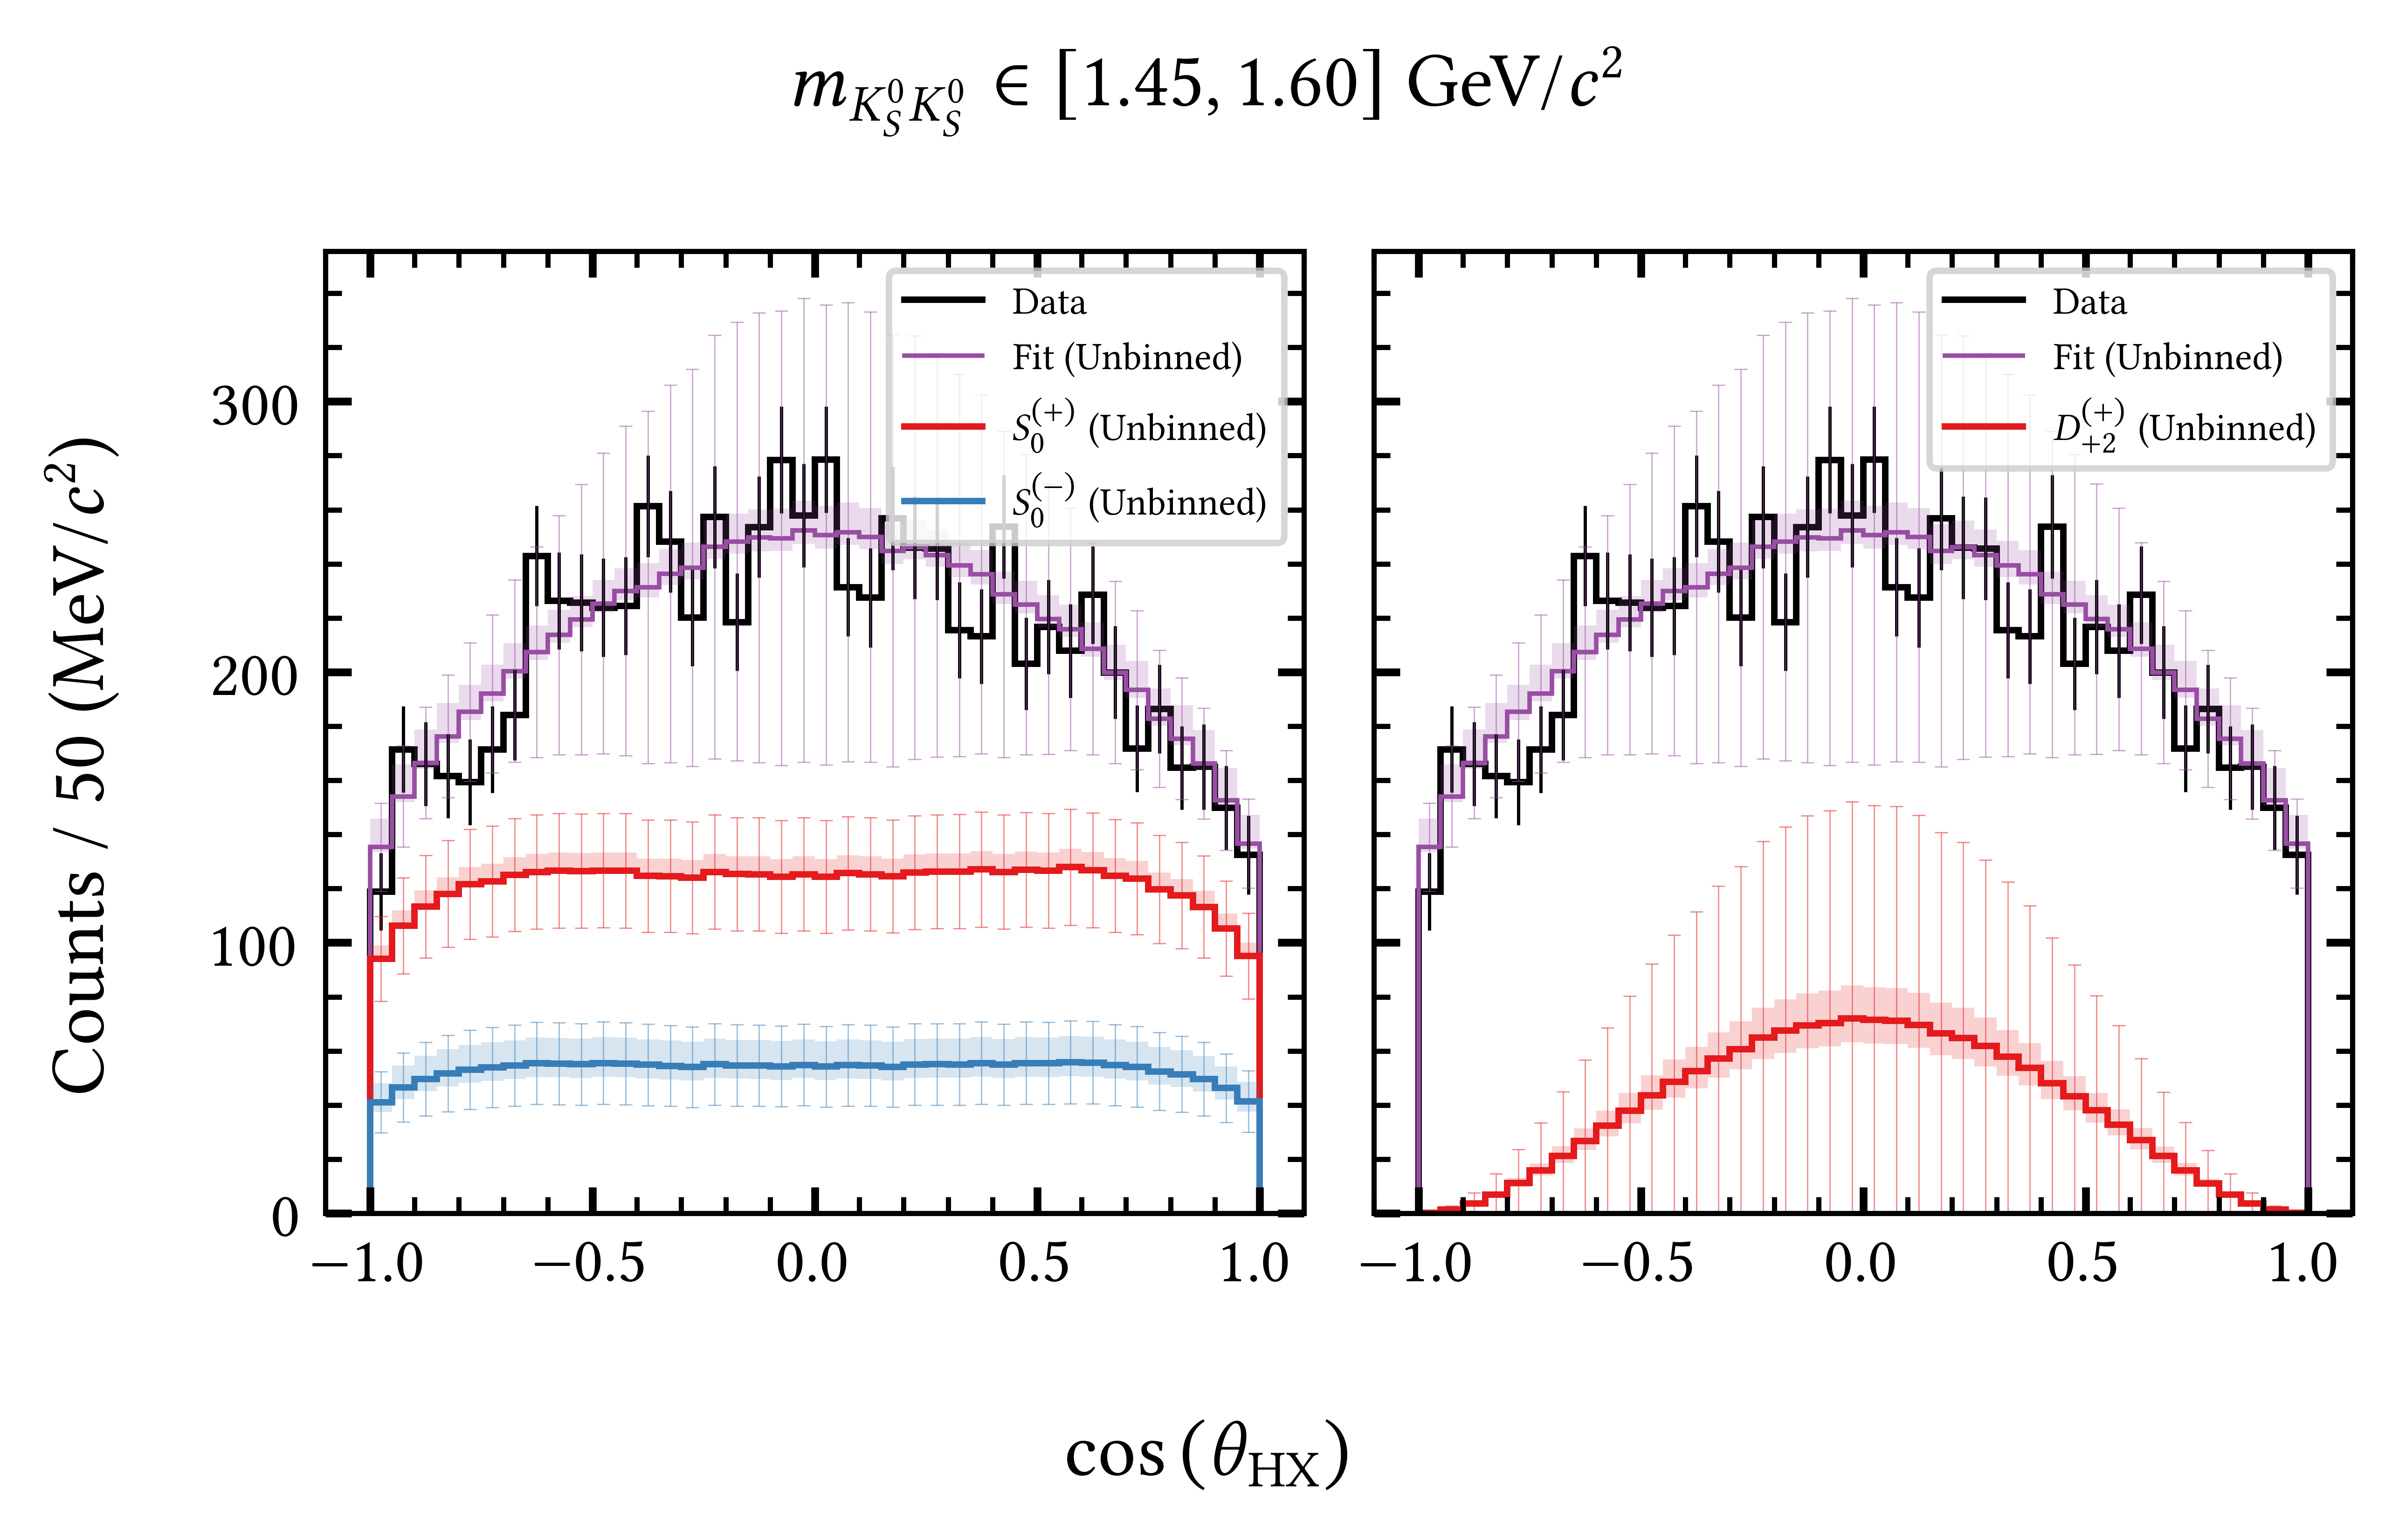 m_{K_S^0 K_S^0} ∈ [1.45, 1.60] GeV/c²
Counts / 50 (MeV/c²)
300
200
100
0
Data
Fit (Unbinned)
S_0^{(+)} (Unbinned)
S_0^{(−)} (Unbinned)
−1.0 −0.5 0.0 0.5 1.0
Data
Fit (Unbinned)
D_{+2}^{(+)} (Unbinned)
−1.0 −0.5 0.0 0.5 1.0
cos (θ_{HX})